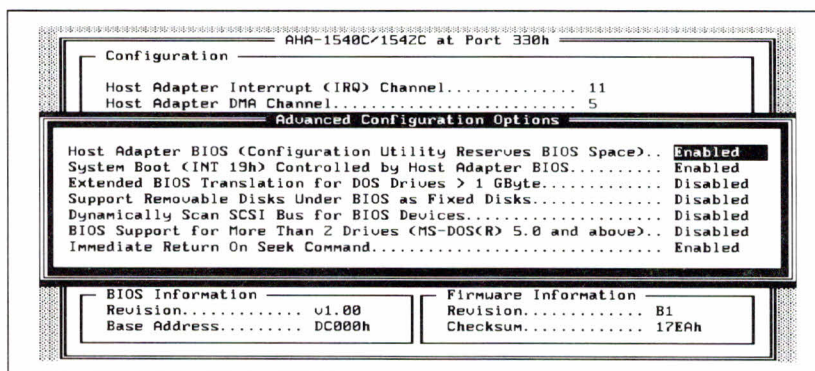 AHA-1540C/1542C at Port 330h
Configuration
Host Adapter Interrupt (IRQ) Channel............... 11
Host Adapter DMA Channel.............................. 5
Advanced Configuration Options
Host Adapter BIOS (Configuration Utility Reserves BIOS Space).. Enabled
System Boot (INT 19h) Controlled by Host Adapter BIOS.......... Enabled
Extended BIOS Translation for DOS Drives > 1 GByte............. Disabled
Support Removable Disks Under BIOS as Fixed Disks.............. Disabled
Dynamically Scan SCSI Bus for BIOS Devices..................... Disabled
BIOS Support for More Than 2 Drives (MS-DOS(R) 5.0 and above).. Disabled
Immediate Return On Seek Command............................... Enabled
BIOS Information
Revision............. v1.00
Base Address......... DC000h
Firmware Information
Revision............. B1
Checksum............. 17EAh